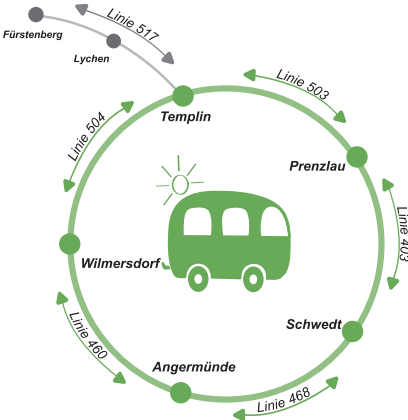 Linie 517
Fürstenberg
Lychen
Linie 503
Templin
Linie 504
Prenzlau
Linie 403
Wilmersdorf
Schwedt
Linie 460
Angermünde
Linie 468